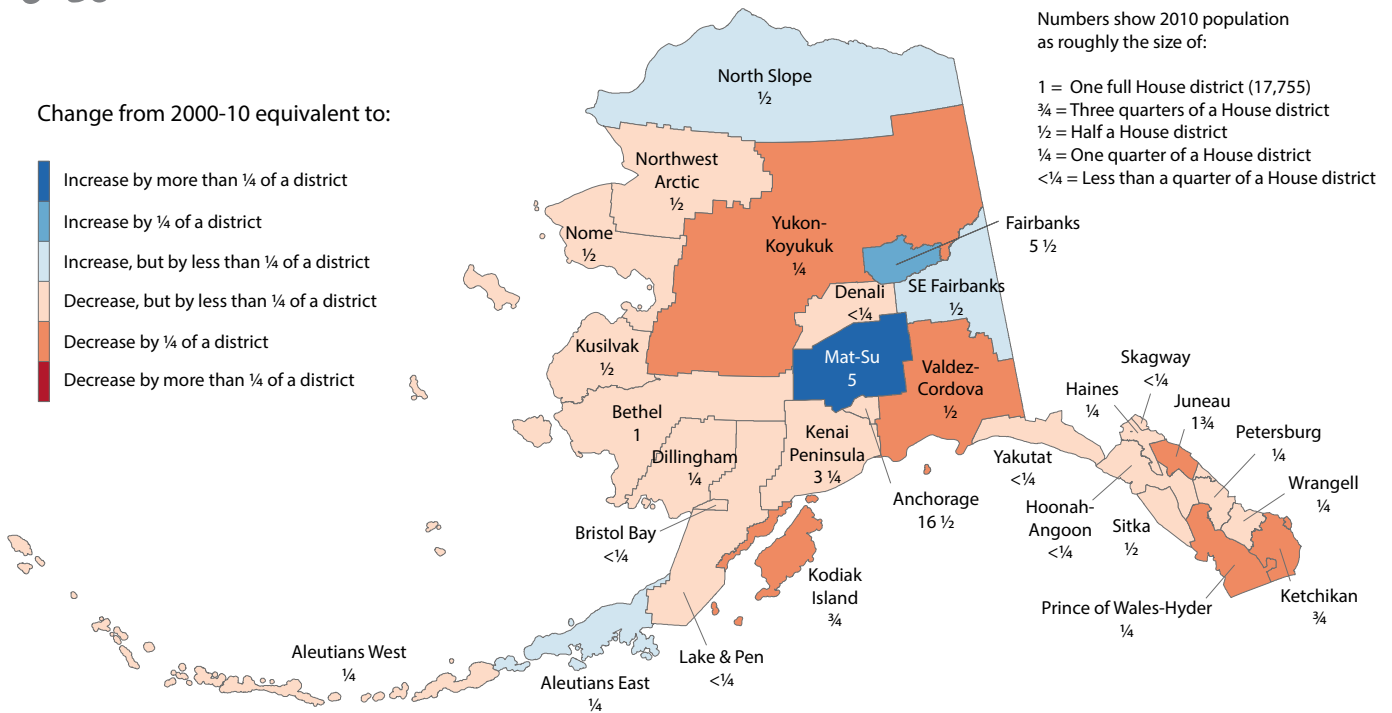 Numbers show 2010 population
as roughly the size of:
1 = One full House district (17,755)
¾ = Three quarters of a House district
½ = Half a House district
¼ = One quarter of a House district
<¼ = Less than a quarter of a House district
Change from 2000-10 equivalent to:
Increase by more than ¼ of a district
Increase by ¼ of a district
Increase, but by less than ¼ of a district
Decrease, but by less than ¼ of a district
Decrease by ¼ of a district
Decrease by more than ¼ of a district
North Slope
½
Northwest
Arctic
½
Nome
½
Yukon-
Koyukuk
¼
Fairbanks
5 ½
Denali
<¼
SE Fairbanks
½
Kusilvak
½
Mat-Su
5
Valdez-
Cordova
½
Bethel
1
Dillingham
¼
Kenai
Peninsula
3 ¼
Anchorage
16 ½
Yakutat
<¼
Skagway
<¼
Haines
¼
Juneau
1¾
Petersburg
¼
Wrangell
¼
Hoonah-
Angoon
<¼
Sitka
½
Prince of Wales-Hyder
¼
Ketchikan
¾
Bristol Bay
<¼
Kodiak
Island
¾
Lake & Pen
<¼
Aleutians East
¼
Aleutians West
¼